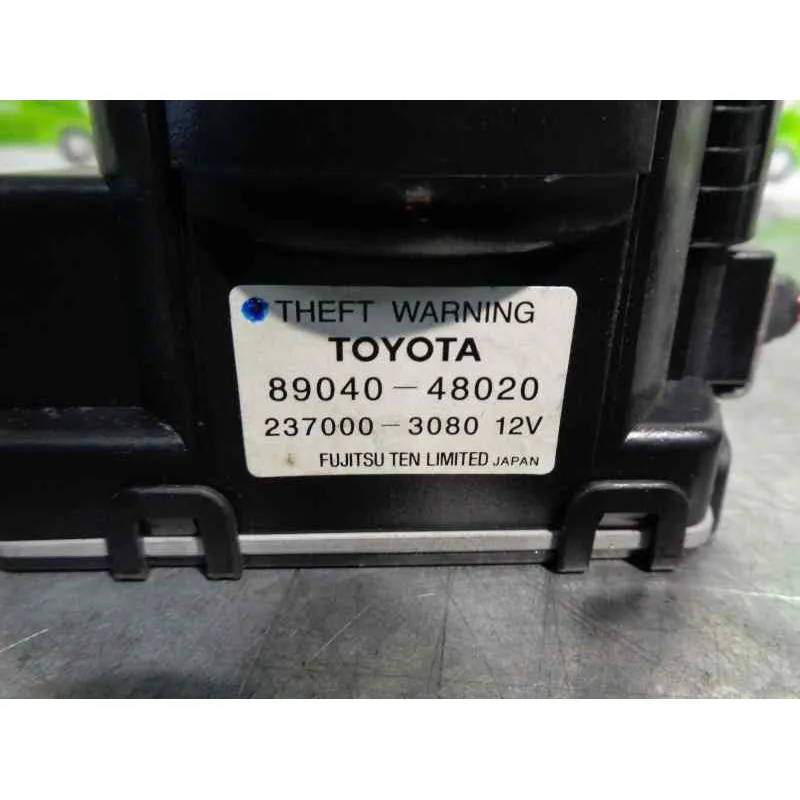 THEFT WARNING
TOYOTA
89040-48020
237000-3080 12V
FUJITSU TEN LIMITED JAPAN